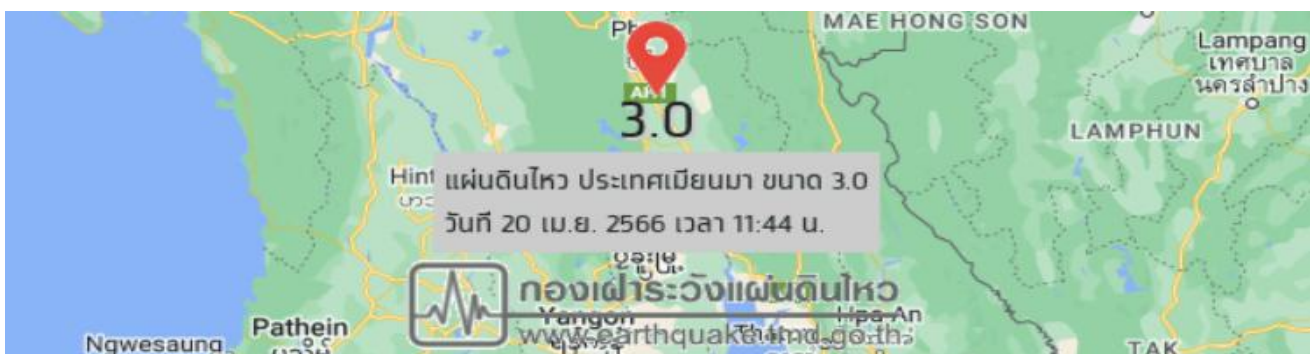 MAE HONG SON
Lampang
เทศบาล
นครลำปาง
3.0
LAMPHUN
แผ่นดินไหว ประเทศเมียนมา ขนาด 3.0
วันที่ 20 เม.ย. 2566 เวลา 11:44 น.
กองเฝ้าระวังแผ่นดินไหว
Yangon
Hpa-An
www.earthquake.tmd.go.th
Pathein
Ngwesaung
TAK